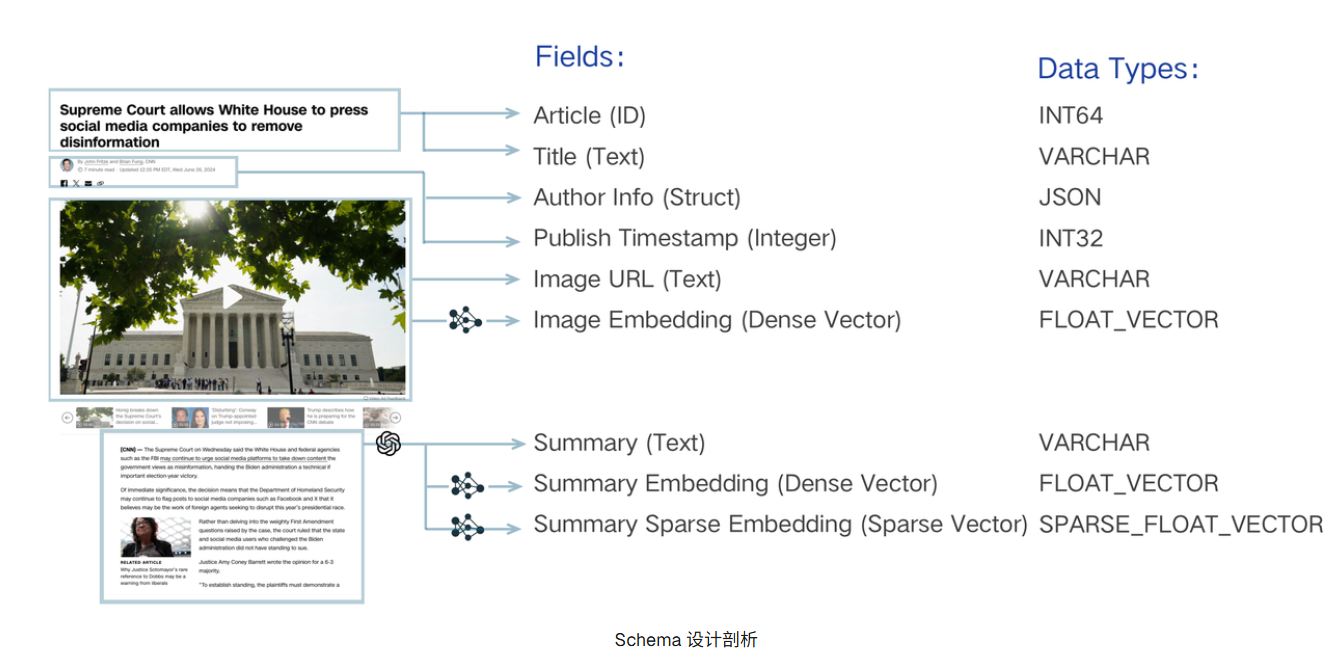 Fields:
Data Types:
Supreme Court allows White House to press
social media companies to remove
disinformation
By John Fritze and Brian Fung, CNN
7 minute read · Updated 12:25 PM EDT, Wed June 26, 2024
Article (ID)
INT64
Title (Text)
VARCHAR
Author Info (Struct)
JSON
Publish Timestamp (Integer)
INT32
Image URL (Text)
VARCHAR
Image Embedding (Dense Vector)
FLOAT_VECTOR
Hong breaks down
the Supreme Court's
decision on social...
'Disturbing': Conway
on Trump-appointed
judge not imposing...
Trump describes how
he is preparing for the
CNN debate
(CNN) — The Supreme Court on Wednesday said the White House and federal agencies
such as the FBI may continue to urge social media platforms to take down content the
government views as misinformation, handing the Biden administration a technical if
important election-year victory.
Of immediate significance, the decision means that the Department of Homeland Security
may continue to flag posts to social media companies such as Facebook and X that it
believes may be the work of foreign agents seeking to disrupt this year's presidential race.
Rather than delving into the weighty First Amendment
questions raised by the case, the court ruled that the state
and social media users who challenged the Biden
administration did not have standing to sue.
Justice Amy Coney Barrett wrote the opinion for a 6-3
majority.
"To establish standing, the plaintiffs must demonstrate a
RELATED ARTICLE
Why Justice Sotomayor's rare
reference to Dobbs may be a
warning from liberals
Summary (Text)
VARCHAR
Summary Embedding (Dense Vector)
FLOAT_VECTOR
Summary Sparse Embedding (Sparse Vector)
SPARSE_FLOAT_VECTOR
Schema 设计剖析